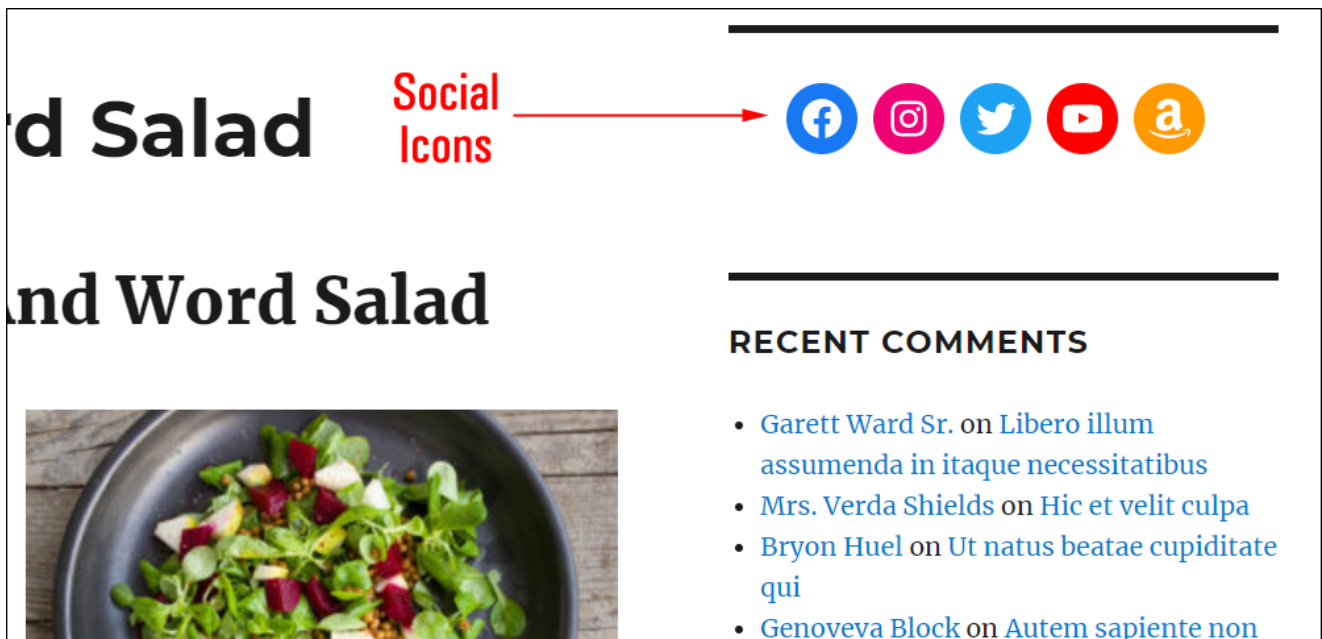 rd Salad
Social
Icons
And Word Salad
RECENT COMMENTS
Garett Ward Sr. on Libero illum
assumenda in itaque necessitatibus
Mrs. Verda Shields on Hic et velit culpa
Bryon Huel on Ut natus beatae cupiditate
qui
Genoveva Block on Autem sapiente non